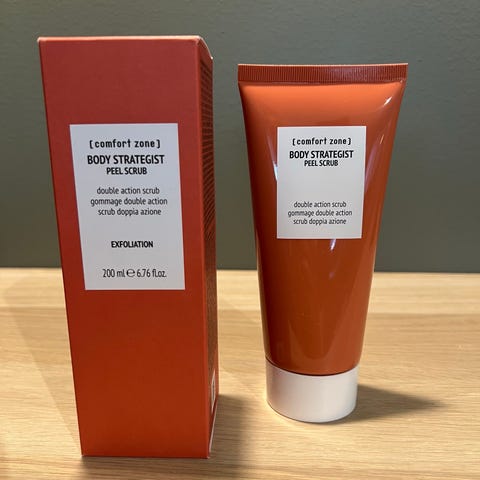 [ comfort zone ]
BODY STRATEGIST
PEEL SCRUB
double action scrub
gommage double action
scrub doppia azione
EXFOLIATION
200 ml ℮ 6.76 fl.oz.
[ comfort zone ]
BODY STRATEGIST
PEEL SCRUB
double action scrub
gommage double action
scrub doppia azione